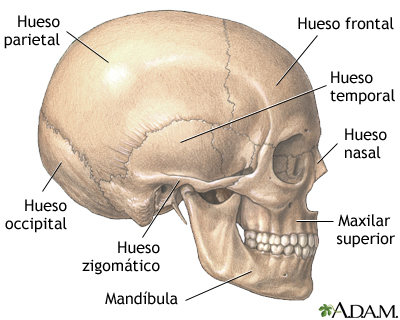 Hueso
parietal
Hueso frontal
Hueso
temporal
Hueso
nasal
Hueso
occipital
Maxilar
superior
Hueso
zigomático
Mandíbula
A.D.A.M.